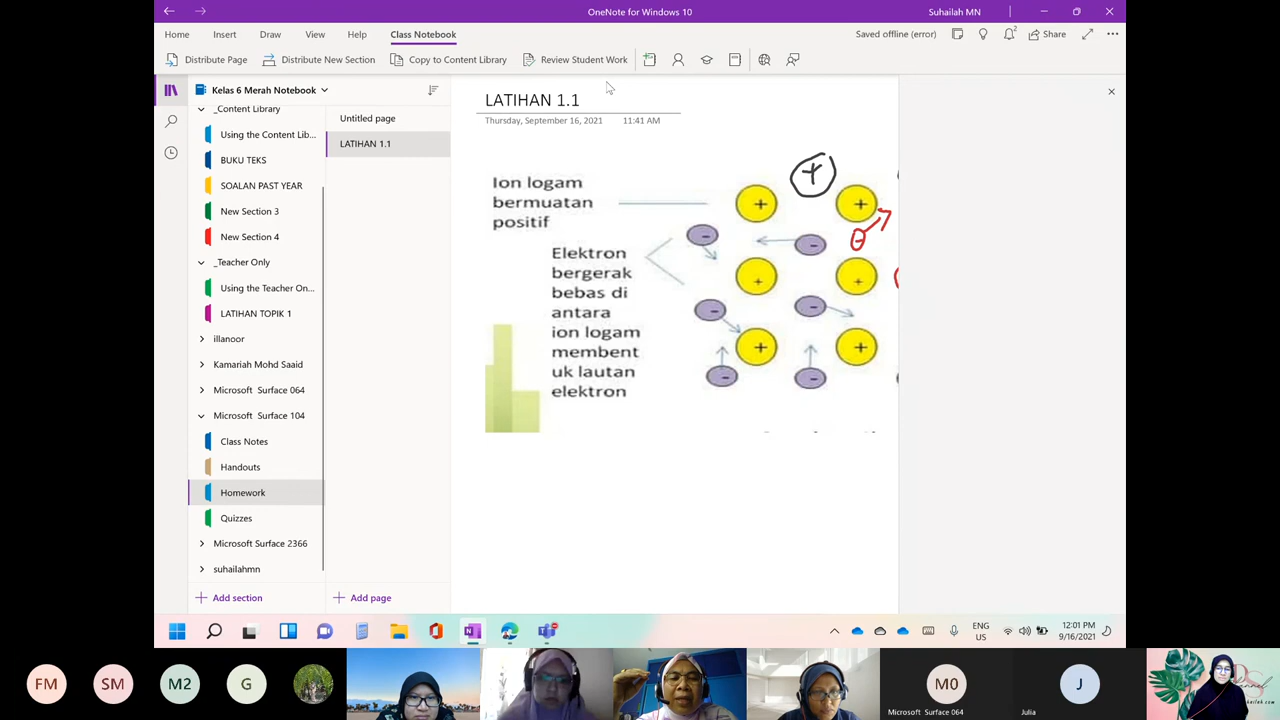 OneNote for Windows 10
Suhailah MN
Home Insert Draw View Help Class Notebook
Saved offline (error)
Share
Distribute Page Distribute New Section Copy to Content Library Review Student Work
Kelas 6 Merah Notebook
_Content Library
Using the Content Lib...
BUKU TEKS
SOALAN PAST YEAR
New Section 3
New Section 4
_Teacher Only
Using the Teacher On...
LATIHAN TOPIK 1
illanoor
Kamariah Mohd Saaid
Microsoft Surface 064
Microsoft Surface 104
Class Notes
Handouts
Homework
Quizzes
Microsoft Surface 2366
suhailahmn
Add section
Untitled page
LATIHAN 1.1
Add page
LATIHAN 1.1
Thursday, September 16, 2021 11:41 AM
Ion logam
bermuatan
positif
Elektron
bergerak
bebas di
antara
ion logam
membent
uk lautan
elektron
+
+ +
- - -
+ +
- -
+ +
- -
ENG
US
12:01 PM
9/16/2021
FM SM M2 G M0 J
Microsoft Surface 064
Julia